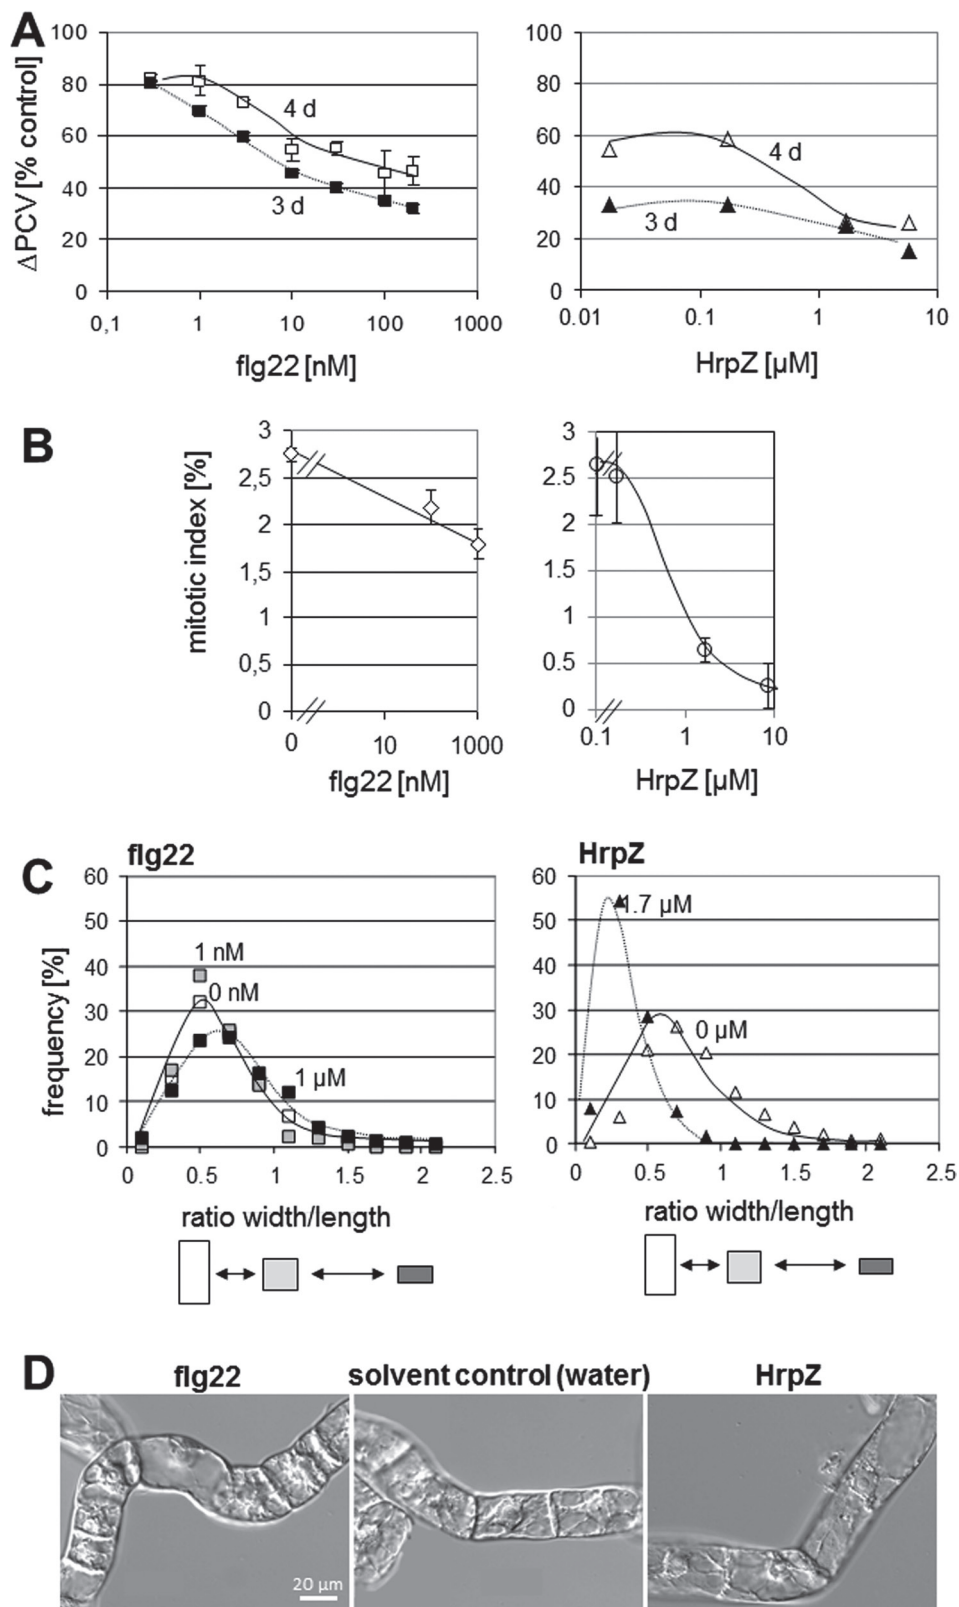 A
ΔPCV [% control]
100
80
60
40
20
0
4 d
3 d
0,1 1 10 100 1000
flg22 [nM]
100
80
60
40
20
0
4 d
3 d
0.01 0.1 1 10
HrpZ [µM]
B
mitotic index [%]
3
2,5
2
1,5
1
0,5
0
0 10 1000
flg22 [nM]
3
2.5
2
1.5
1
0.5
0
0.1 1 10
HrpZ [µM]
C
flg22
frequency [%]
60
50
40
30
20
10
0
1 nM
0 nM
1 µM
0 0.5 1 1.5 2 2.5
ratio width/length
HrpZ
60
50
40
30
20
10
0
1.7 µM
0 µM
0 0.5 1 1.5 2 2.5
ratio width/length
D
flg22
solvent control (water)
HrpZ
20 µm